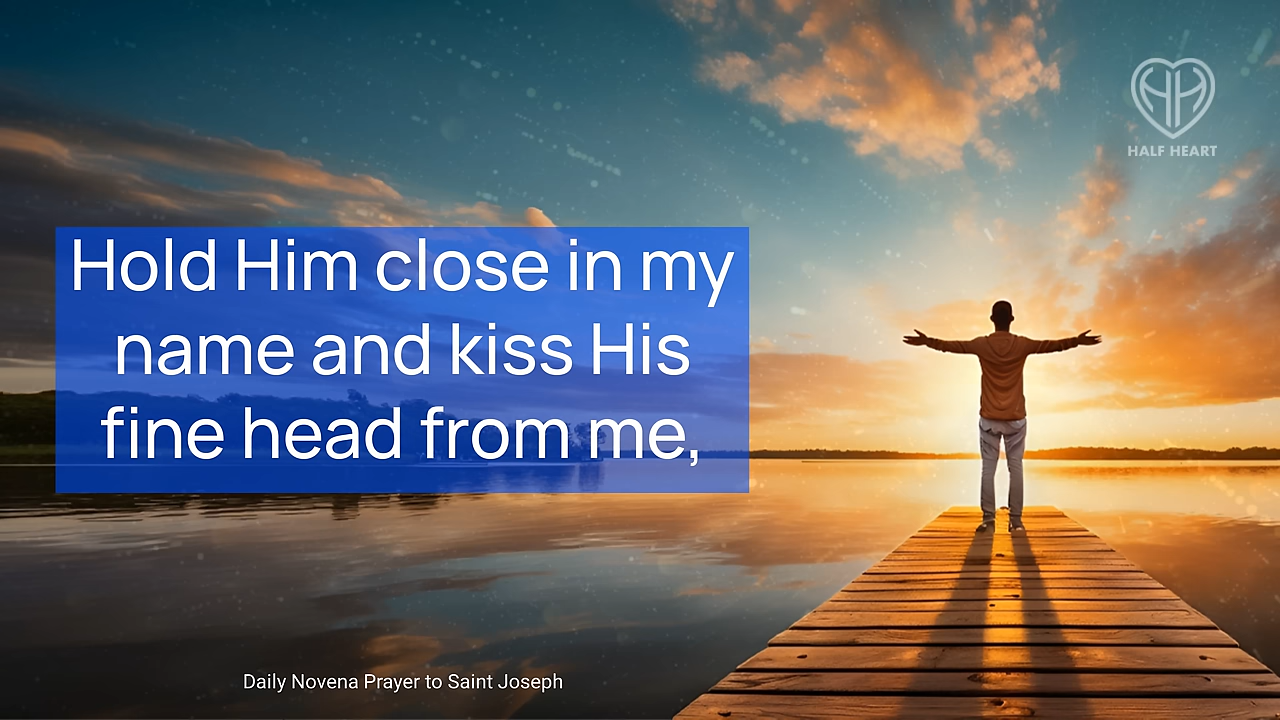 HALF HEART
Hold Him close in my
name and kiss His
fine head from me,
Daily Novena Prayer to Saint Joseph